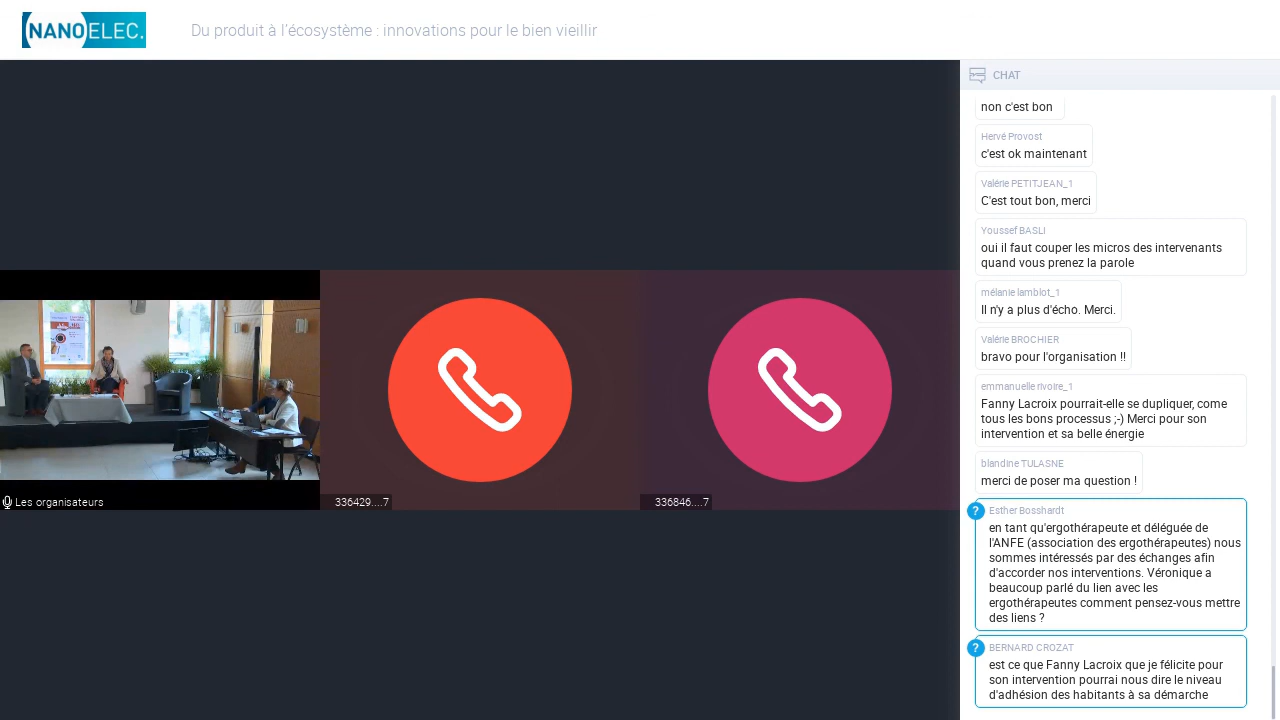 NANOELEC.
Du produit à l'écosystème : innovations pour le bien vieillir
CHAT
non c'est bon
Hervé Provost
c'est ok maintenant
Valérie PETITJEAN_1
C'est tout bon, merci
Youssef BASLI
oui il faut couper les micros des intervenants
quand vous prenez la parole
mélanie lamblot_1
Il n'y a plus d'écho. Merci.
Valérie BROCHIER
bravo pour l'organisation !!
emmanuelle rivoire_1
Fanny Lacroix pourrait-elle se dupliquer, come
tous les bons processus ;-) Merci pour son
intervention et sa belle énergie
blandine TULASNE
merci de poser ma question !
?
Esther Bosshardt
en tant qu'ergothérapeute et déléguée de
l'ANFE (association des ergothérapeutes) nous
sommes intéressés par des échanges afin
d'accorder nos interventions. Véronique a
beaucoup parlé du lien avec les
ergothérapeutes comment pensez-vous mettre
des liens ?
?
BERNARD CROZAT
est ce que Fanny Lacroix que je félicite pour
son intervention pourrai nous dire le niveau
d'adhésion des habitants à sa démarche
Les organisateurs
336429....7
336846....7